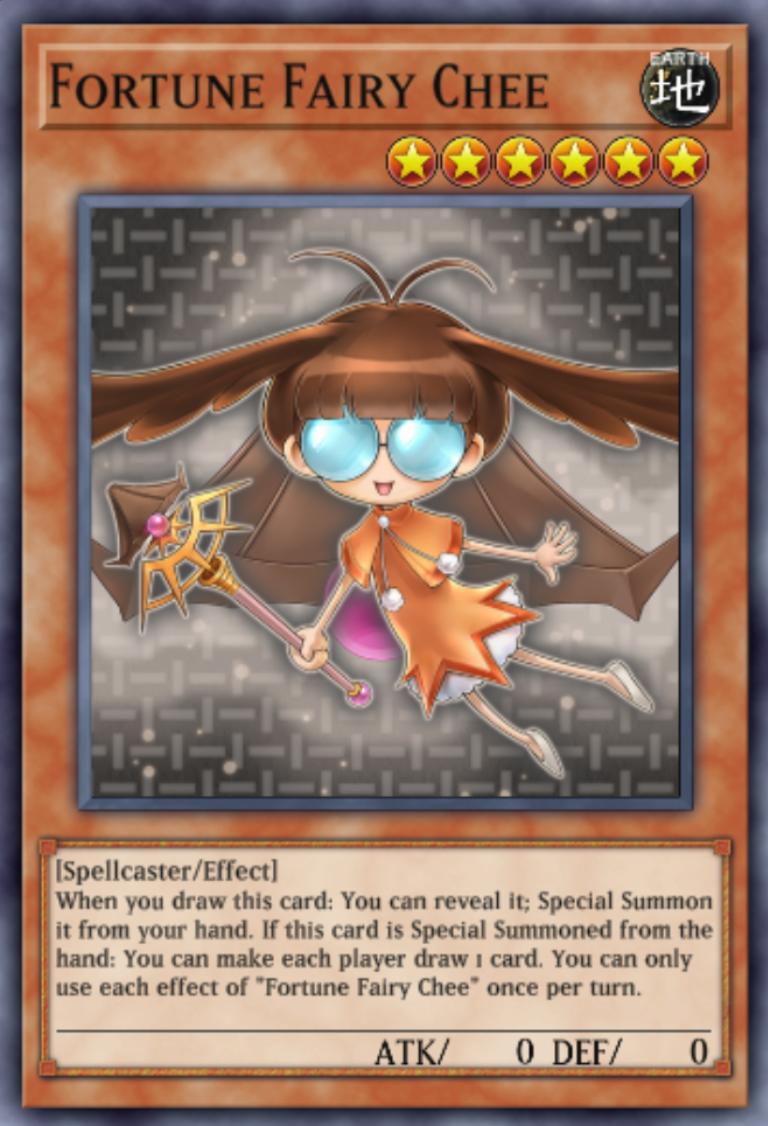 Fortune Fairy Chee
EARTH
地
[Spellcaster/Effect]
When you draw this card: You can reveal it; Special Summon
it from your hand. If this card is Special Summoned from the
hand: You can make each player draw 1 card. You can only
use each effect of "Fortune Fairy Chee" once per turn.
ATK/ 0 DEF/ 0